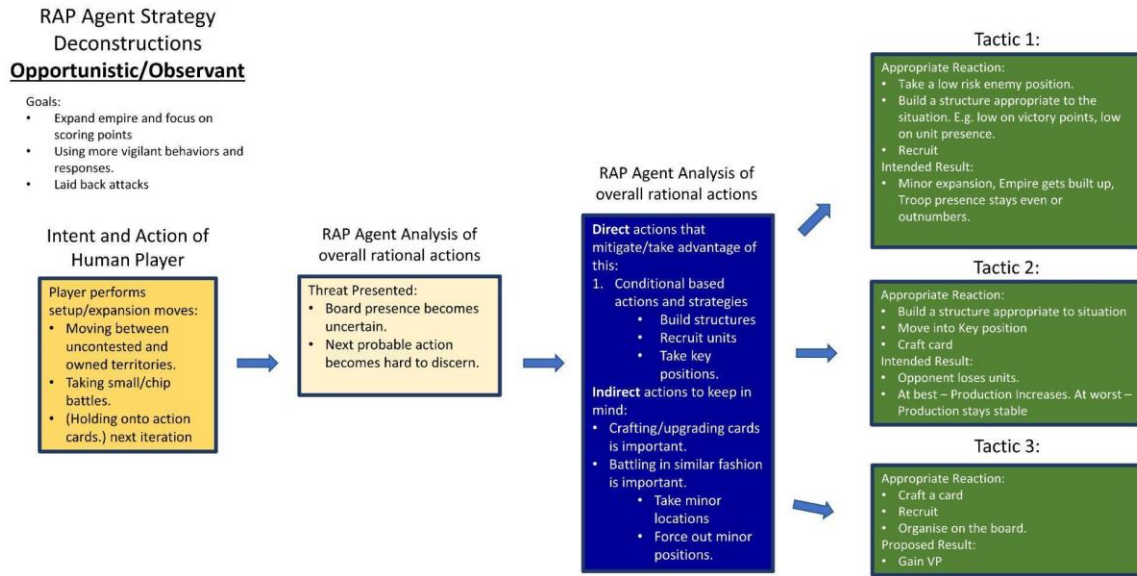 RAP Agent Strategy
Deconstructions
Opportunistic/Observant
Goals:
• Expand empire and focus on
scoring points
• Using more vigilant behaviors and
responses.
• Laid back attacks
Intent and Action of
Human Player
Player performs
setup/expansion moves:
• Moving between
uncontested and
owned territories.
• Taking small/chip
battles.
• (Holding onto action
cards.) next iteration
RAP Agent Analysis of
overall rational actions
Threat Presented:
• Board presence becomes
uncertain.
• Next probable action
becomes hard to discern.
RAP Agent Analysis of
overall rational actions
Direct actions that
mitigate/take advantage of
this:
1. Conditional based
actions and strategies
• Build structures
• Recruit units
• Take key
positions.
Indirect actions to keep in
mind:
• Crafting/upgrading cards
is important.
• Battling in similar fashion
is important.
• Take minor
locations
• Force out minor
positions.
Tactic 1:
Appropriate Reaction:
• Take a low risk enemy position.
• Build a structure appropriate to the
situation. E.g. low on victory points, low
on unit presence.
• Recruit
Intended Result:
• Minor expansion, Empire gets built up,
Troop presence stays even or
outnumbers.
Tactic 2:
Appropriate Reaction:
• Build a structure appropriate to situation
• Move into Key position
• Craft card
Intended Result:
• Opponent loses units.
• At best – Production Increases. At worst –
Production stays stable
Tactic 3:
Appropriate Reaction:
• Craft a card
• Recruit
• Organise on the board.
Proposed Result:
• Gain VP